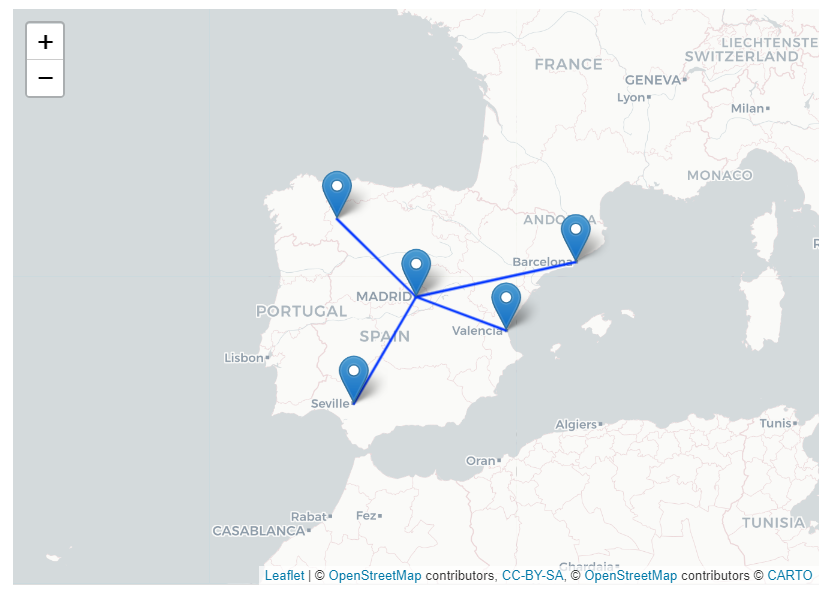 +
−
LIECHTENSTE
FRANCE
SWITZERLAND
GENEVA
Lyon
Milan
MONACO
ANDORRA
Barcelona
MADRID
PORTUGAL
Valencia
SPAIN
Lisbon
Seville
Algiers
Tunis
Oran
Rabat
Fez
CASABLANCA
TUNISIA
Ghardaia
Leaflet | © OpenStreetMap contributors, CC-BY-SA, © OpenStreetMap contributors © CARTO